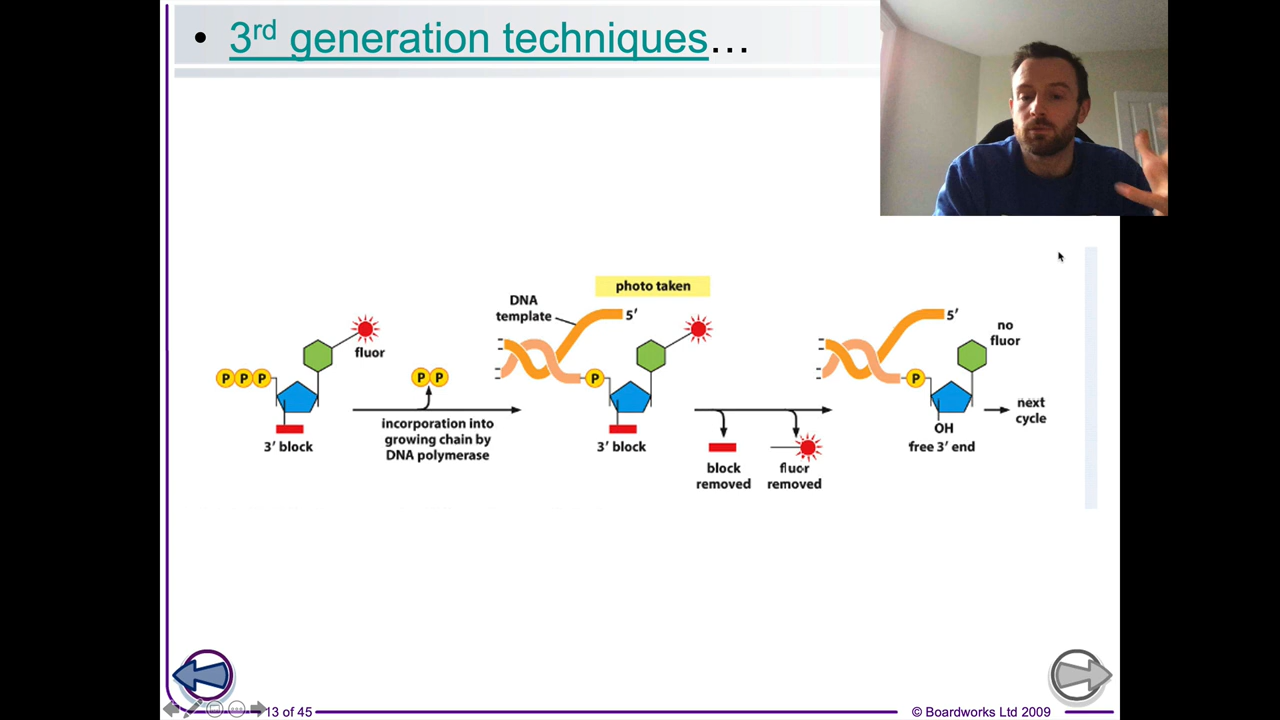 • 3rd generation techniques…
photo taken
DNA
template
5′
5′
no
fluor
fluor
P P P
P P
P
P
incorporation into
growing chain by
DNA polymerase
3′ block
3′ block
block
removed
fluor
removed
OH
free 3′ end
next
cycle
13 of 45
© Boardworks Ltd 2009